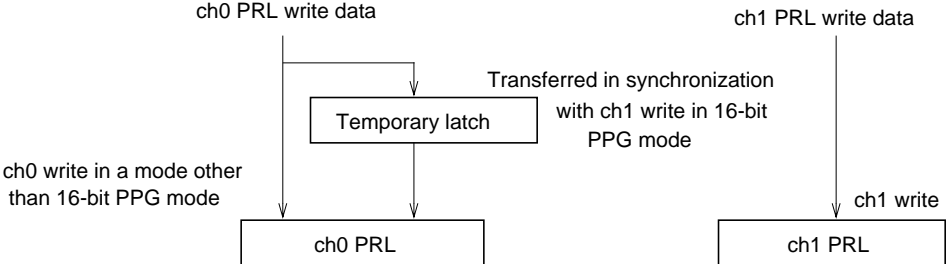 ch0 PRL write data
ch1 PRL write data
Transferred in synchronization
with ch1 write in 16-bit
PPG mode
Temporary latch
ch0 write in a mode other
than 16-bit PPG mode
ch1 write
ch0 PRL
ch1 PRL